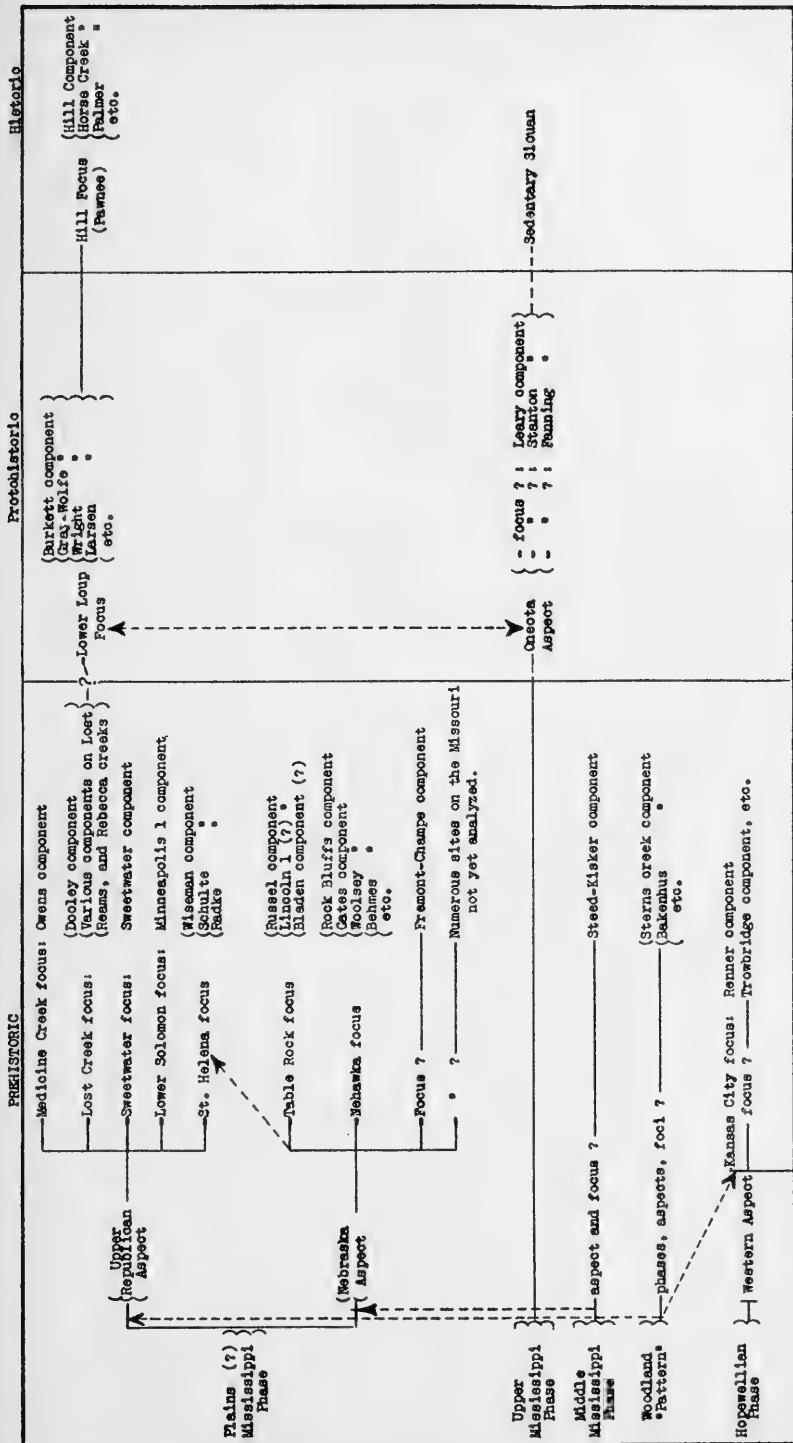 PREHISTORIC
Protohistoric
Historic
Plains (?)
Mississippi
Phase
{Upper
{Republican
{ Aspect
{Nebraska
{ Aspect
Medicine Creek focus: Owens component
Lost Creek focus:
(Dooley component
(Various components on Lost
(Reams, and Rebecca creeks
Sweetwater focus: Sweetwater component
Lower Solomon focus: Minneapolis 1 component
St. Helena focus
(Wiseman component
(Schulte "
(Radke "
Table Rock focus
(Russel component
(Lincoln 1 (?) "
(Bladen component (?)
Nehawka focus
(Rock Bluffs component
(Gates component
(Woolsey "
(Behmes "
( etc.
Focus ? Fremont-Champe component
" ? Numerous sites on the Missouri
not yet analyzed.
Upper
Mississippi
Phase
Middle
Mississippi
Phase
aspect and focus ? Steed-Kisker component
Woodland
"Pattern"
phases, aspects, foci ?
(Sterns creek component
(Bakenhus "
( etc.
Hopewellian
Phase
Western Aspect
Kansas City focus: Renner component
focus ? Trowbridge component, etc.
-?-Lower Loup
Focus
(Burkett component
(Gray-Wolfe "
(Wright "
(Larsen "
( etc.
Oneota
Aspect
- focus ? : Leary component
- " ? : Stanton "
- " ? : Fanning "
Hill Focus
(Pawnee)
(Hill Component
(Horse Creek "
(Palmer "
( etc.
Sedentary Siouan